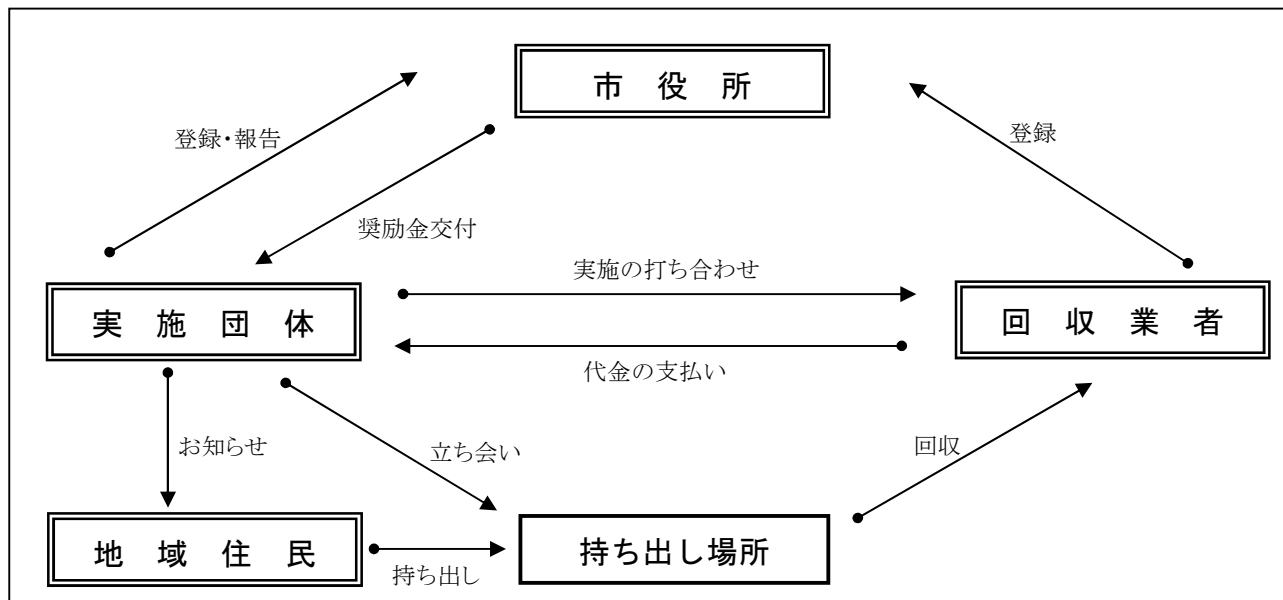 市 役 所
登録・報告
登録
奨励金交付
実施の打ち合わせ
実 施 団 体
回 収 業 者
代金の支払い
お知らせ
立ち会い
回収
地 域 住 民
持ち出し場所
持ち出し